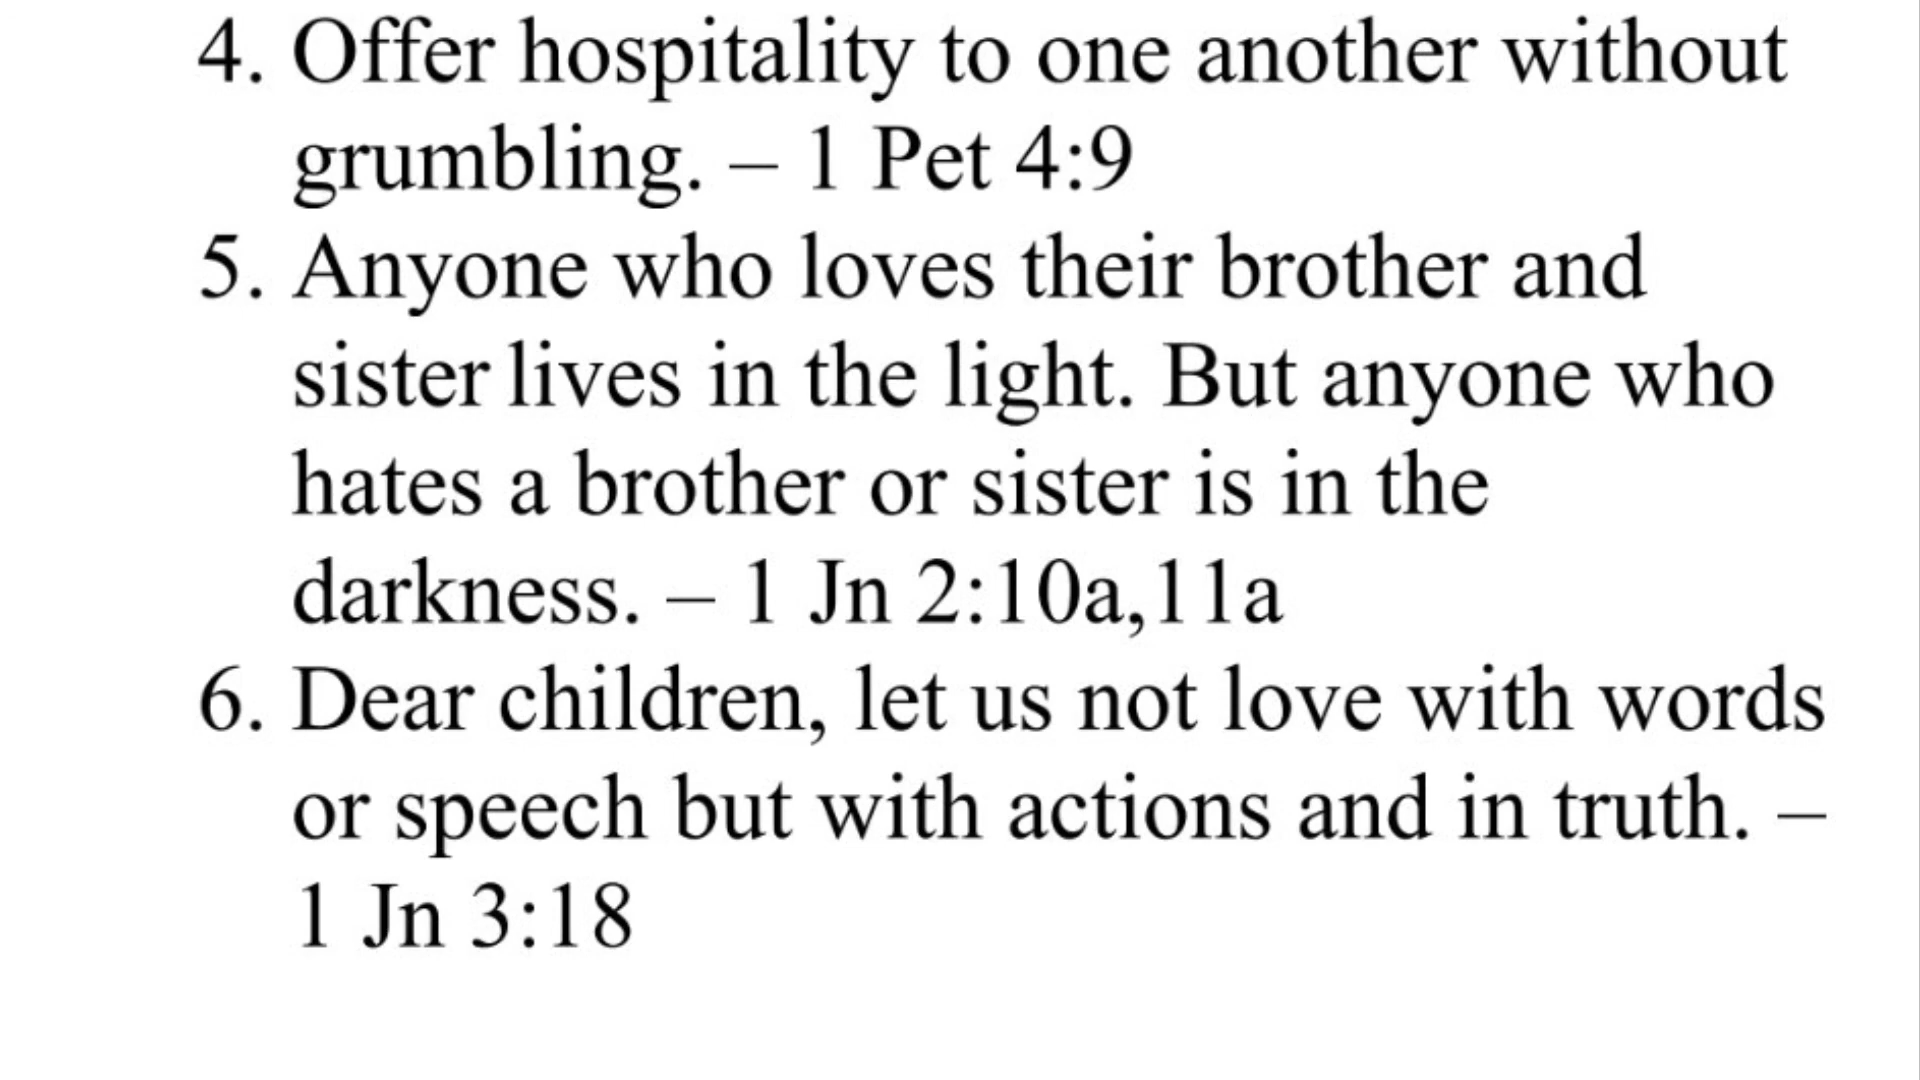 4. Offer hospitality to one another without
grumbling. – 1 Pet 4:9
5. Anyone who loves their brother and
sister lives in the light. But anyone who
hates a brother or sister is in the
darkness. – 1 Jn 2:10a,11a
6. Dear children, let us not love with words
or speech but with actions and in truth. –
1 Jn 3:18